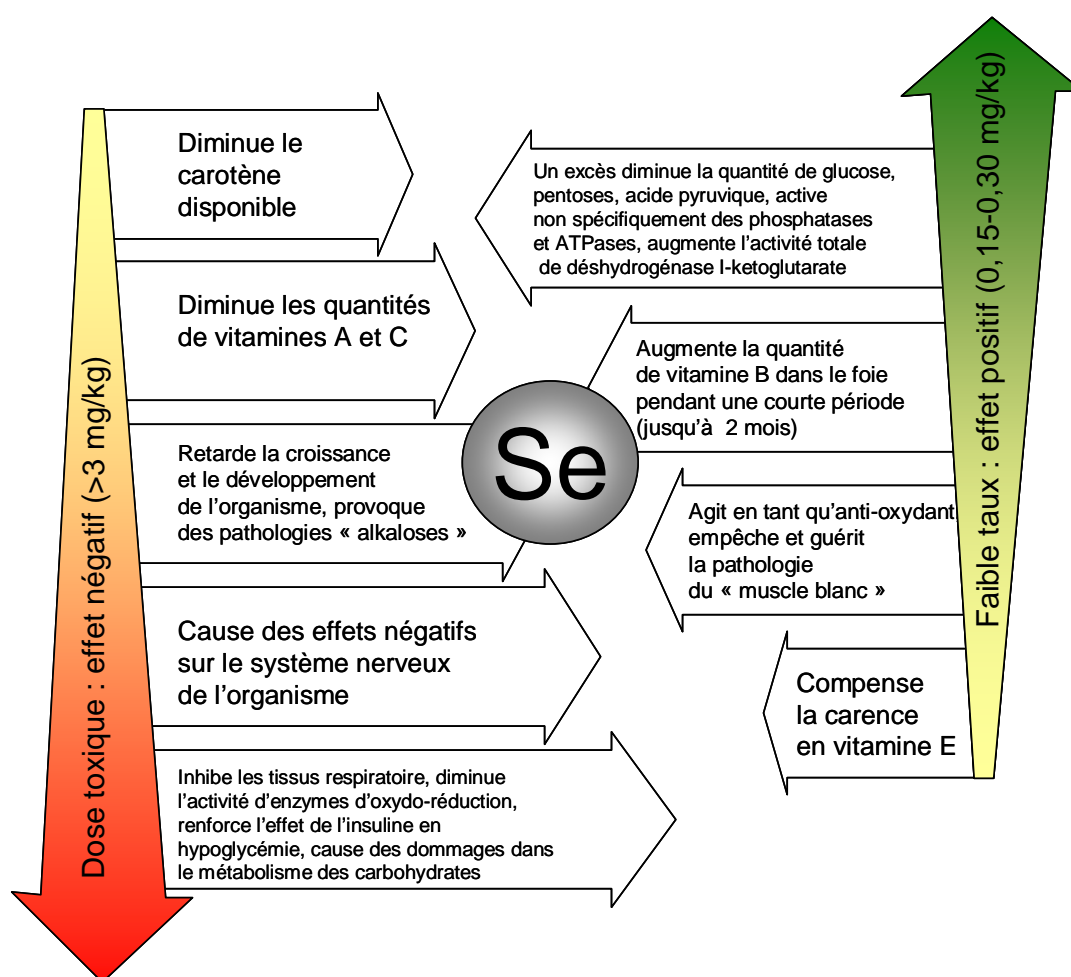 Dose toxique : effet négatif (>3 mg/kg)
Diminue le
carotène
disponible
Diminue les quantités
de vitamines A et C
Retarde la croissance
et le développement
de l'organisme, provoque
des pathologies « alkaloses »
Cause des effets négatifs
sur le système nerveux
de l'organisme
Inhibe les tissus respiratoire, diminue
l'activité d'enzymes d'oxydo-réduction,
renforce l'effet de l'insuline en
hypoglycémie, cause des dommages dans
le métabolisme des carbohydrates
Se
Un excès diminue la quantité de glucose,
pentoses, acide pyruvique, active
non spécifiquement des phosphatases
et ATPases, augmente l'activité totale
de déshydrogénase l-ketoglutarate
Augmente la quantité
de vitamine B dans le foie
pendant une courte période
(jusqu'à 2 mois)
Agit en tant qu'anti-oxydant,
empêche et guérit
la pathologie
du « muscle blanc »
Compense
la carence
en vitamine E
Faible taux : effet positif (0,15-0,30 mg/kg)